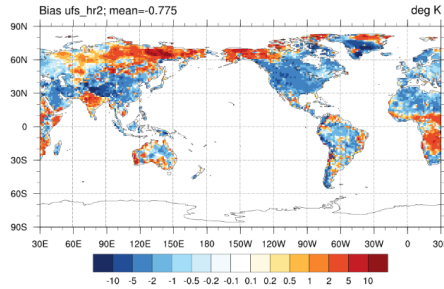 Bias ufs_hr2; mean=-0.775 deg K
90N
60N
30N
0
30S
60S
90S
30E 60E 90E 120E 150E 180 150W 120W 90W 60W 30W 0 30
-10 -5 -2 -1 -0.5 -0.2 -0.1 0.1 0.2 0.5 1 2 5 10